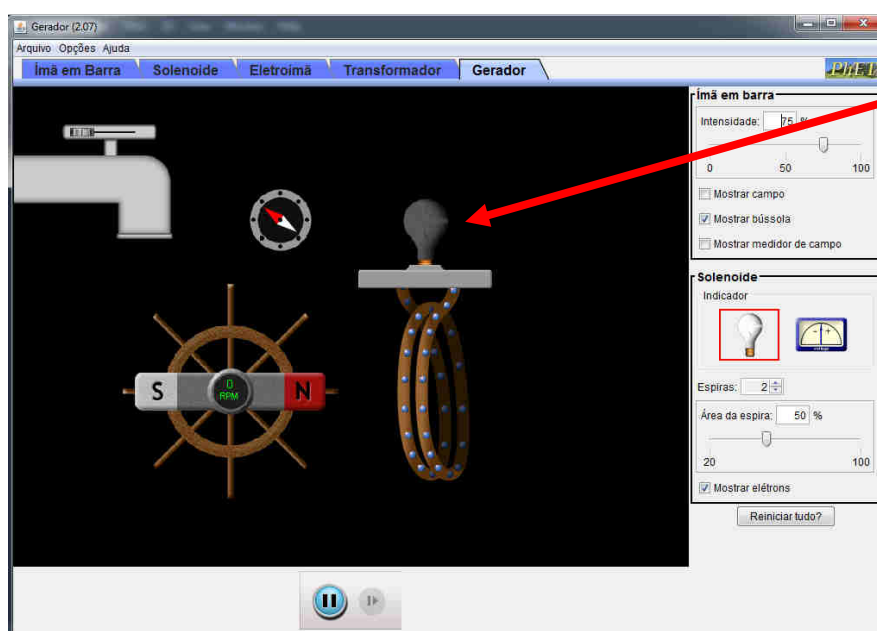 Gerador (2.07)
Arquivo Opções Ajuda
Ímã em Barra Solenoide Eletroímã Transformador Gerador
PhET
Ímã em barra
Intensidade: 75 %
0 50 100
Mostrar campo
Mostrar bússola
Mostrar medidor de campo
S 0 N
RPM
Solenoide
Indicador
- +
Espiras: 2
Área da espira: 50 %
20 100
Mostrar elétrons
Reiniciar tudo?